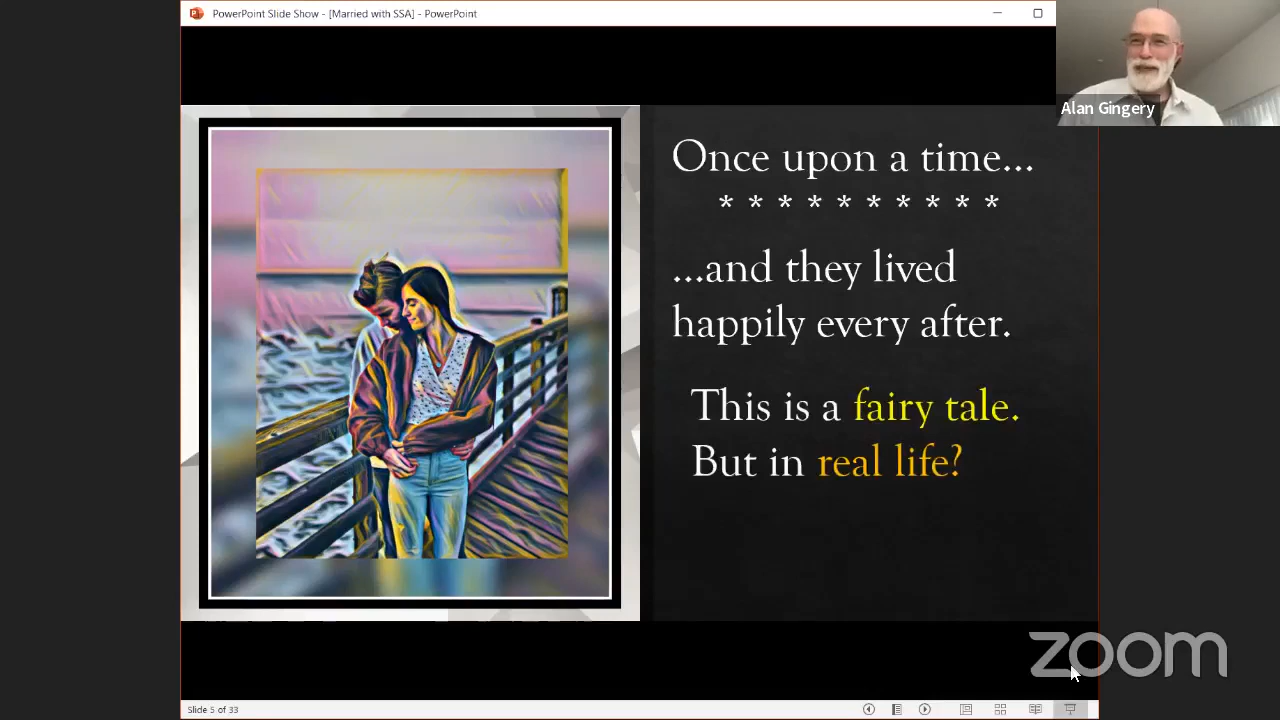 PowerPoint Slide Show - [Married with SSA] - PowerPoint
Alan Gingery
Once upon a time...
* * * * * * * * * *
...and they lived
happily every after.
This is a fairy tale.
But in real life?
zoom
Slide 5 of 33